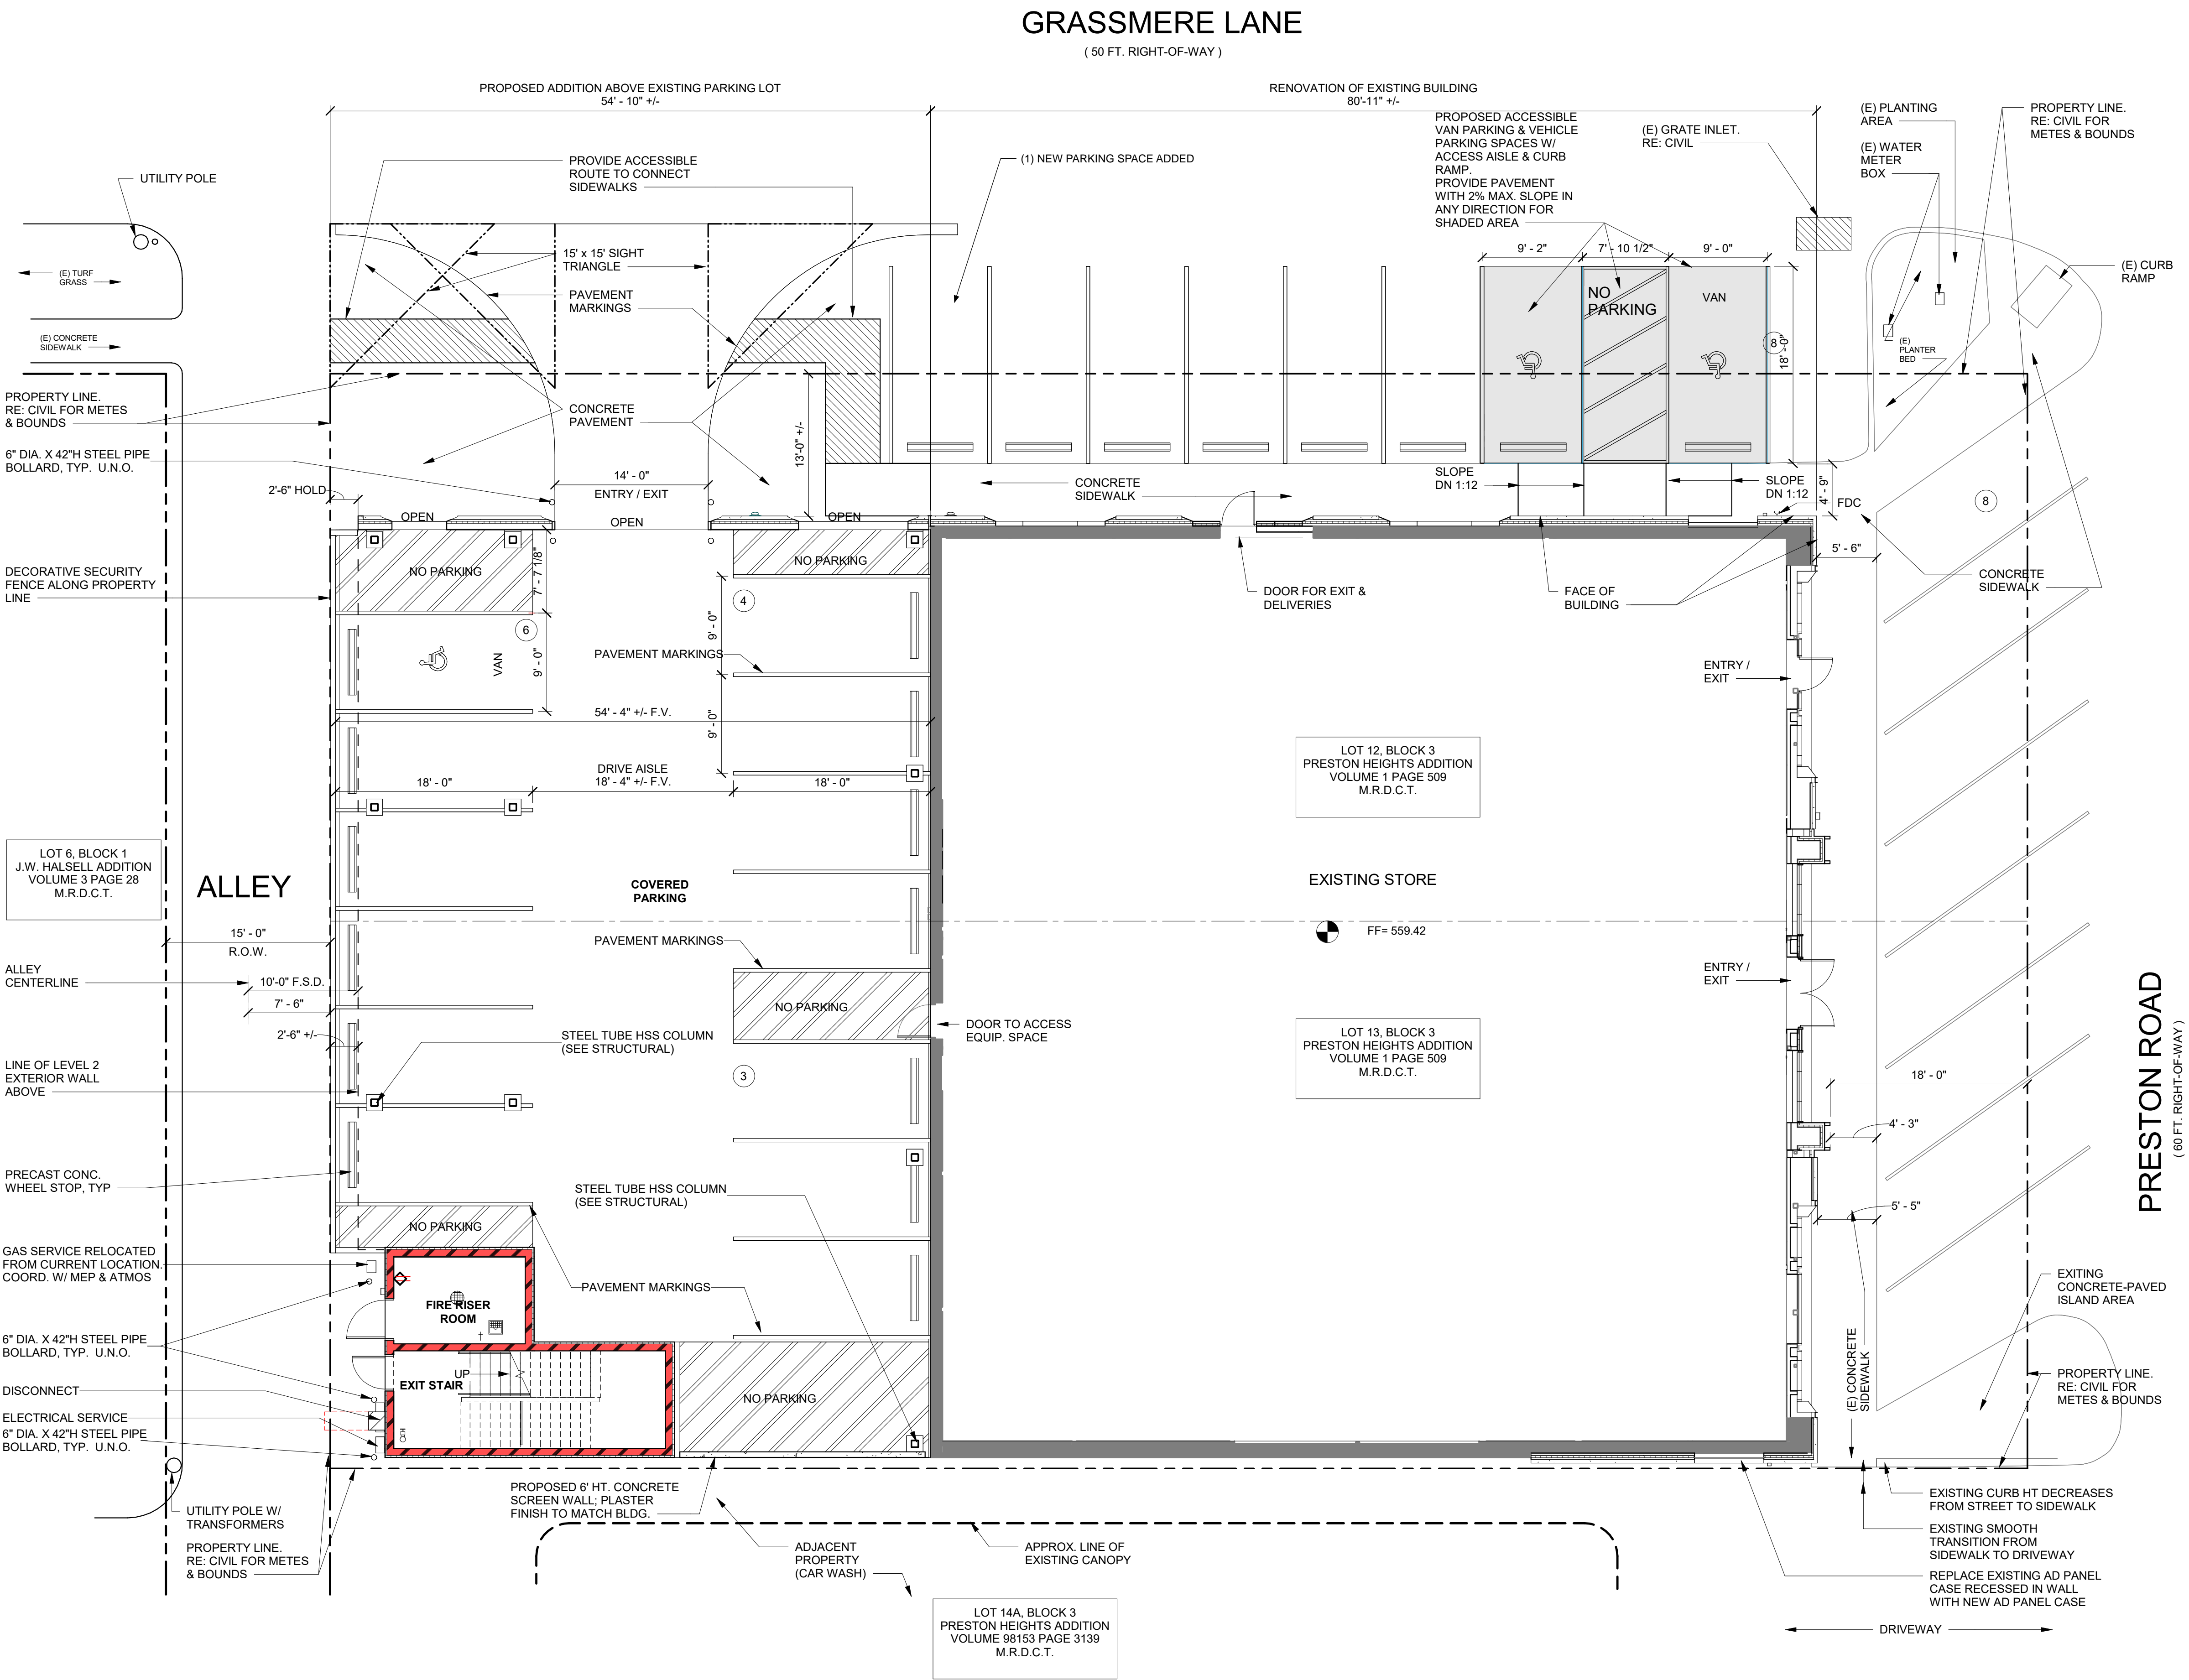 GRASSMERE LANE
( 50 FT. RIGHT-OF-WAY )
PROPOSED ADDITION ABOVE EXISTING PARKING LOT
54' - 10" +/-
RENOVATION OF EXISTING BUILDING
80'-11" +/-
UTILITY POLE
PROVIDE ACCESSIBLE
ROUTE TO CONNECT
SIDEWALKS
(1) NEW PARKING SPACE ADDED
PROPOSED ACCESSIBLE
VAN PARKING & VEHICLE
PARKING SPACES W/
ACCESS AISLE & CURB
RAMP.
PROVIDE PAVEMENT
WITH 2% MAX. SLOPE IN
ANY DIRECTION FOR
SHADED AREA
(E) GRATE INLET.
RE: CIVIL
(E) PLANTING
AREA
(E) WATER
METER
BOX
PROPERTY LINE.
RE: CIVIL FOR
METES & BOUNDS
(E) CURB
RAMP
(E) TURF
GRASS
(E) CONCRETE
SIDEWALK
15' x 15' SIGHT
TRIANGLE
PAVEMENT
MARKINGS
9' - 2"
7' - 10 1/2"
9' - 0"
NO
PARKING
VAN
8
18' - 0"
(E)
PLANTER
BED
PROPERTY LINE.
RE: CIVIL FOR METES
& BOUNDS
CONCRETE
PAVEMENT
13'-0" +/-
6" DIA. X 42"H STEEL PIPE
BOLLARD, TYP.  U.N.O.
2'-6" HOLD
14' - 0"
ENTRY / EXIT
OPEN
OPEN
OPEN
CONCRETE
SIDEWALK
SLOPE
DN 1:12
SLOPE
DN 1:12
4' - 9"
FDC
8
5' - 6"
CONCRETE
SIDEWALK
DECORATIVE SECURITY
FENCE ALONG PROPERTY
LINE
NO PARKING
7' - 7 1/8"
NO PARKING
4
6
VAN
9' - 0"
9' - 0"
9' - 0"
PAVEMENT MARKINGS
DOOR FOR EXIT &
DELIVERIES
FACE OF
BUILDING
ENTRY /
EXIT
54' - 4" +/- F.V.
DRIVE AISLE
18' - 0"
18' - 4" +/- F.V.
18' - 0"
LOT 12, BLOCK 3
PRESTON HEIGHTS ADDITION
VOLUME 1 PAGE 509
M.R.D.C.T.
LOT 6, BLOCK 1
J.W. HALSELL ADDITION
VOLUME 3 PAGE 28
M.R.D.C.T.
ALLEY
COVERED
PARKING
EXISTING STORE
FF= 559.42
15' - 0"
R.O.W.
PAVEMENT MARKINGS
ALLEY
CENTERLINE
10'-0" F.S.D.
7' - 6"
2'-6" +/-
NO PARKING
DOOR TO ACCESS
EQUIP. SPACE
ENTRY /
EXIT
LOT 13, BLOCK 3
PRESTON HEIGHTS ADDITION
VOLUME 1 PAGE 509
M.R.D.C.T.
STEEL TUBE HSS COLUMN
(SEE STRUCTURAL)
3
LINE OF LEVEL 2
EXTERIOR WALL
ABOVE
18' - 0"
4' - 3"
PRESTON ROAD
( 60 FT. RIGHT-OF-WAY )
PRECAST CONC.
WHEEL STOP, TYP
STEEL TUBE HSS COLUMN
(SEE STRUCTURAL)
5' - 5"
NO PARKING
GAS SERVICE RELOCATED
FROM CURRENT LOCATION.
COORD. W/ MEP & ATMOS
PAVEMENT MARKINGS
FIRE RISER
ROOM
EXITING
CONCRETE-PAVED
ISLAND AREA
6" DIA. X 42"H STEEL PIPE
BOLLARD, TYP.  U.N.O.
UP
EXIT STAIR
NO PARKING
(E) CONCRETE
SIDEWALK
PROPERTY LINE.
RE: CIVIL FOR
METES & BOUNDS
DISCONNECT
ELECTRICAL SERVICE
6" DIA. X 42"H STEEL PIPE
BOLLARD, TYP.  U.N.O.
PROPOSED 6' HT. CONCRETE
SCREEN WALL; PLASTER
FINISH TO MATCH BLDG.
UTILITY POLE W/
TRANSFORMERS
PROPERTY LINE.
RE: CIVIL FOR METES
& BOUNDS
ADJACENT
PROPERTY
(CAR WASH)
APPROX. LINE OF
EXISTING CANOPY
EXISTING CURB HT DECREASES
FROM STREET TO SIDEWALK
EXISTING SMOOTH
TRANSITION FROM
SIDEWALK TO DRIVEWAY
REPLACE EXISTING AD PANEL
CASE RECESSED IN WALL
WITH NEW AD PANEL CASE
DRIVEWAY
LOT 14A, BLOCK 3
PRESTON HEIGHTS ADDITION
VOLUME 98153 PAGE 3139
M.R.D.C.T.